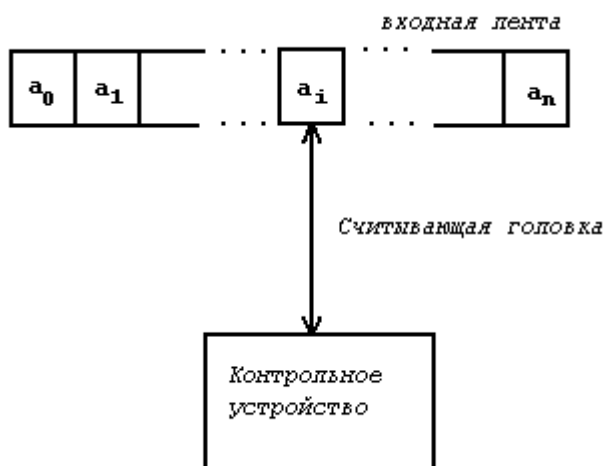 входная лента
a0 a1 . . . ai . . . an
. . . . . .
Считывающая головка
Контрольное
устройство